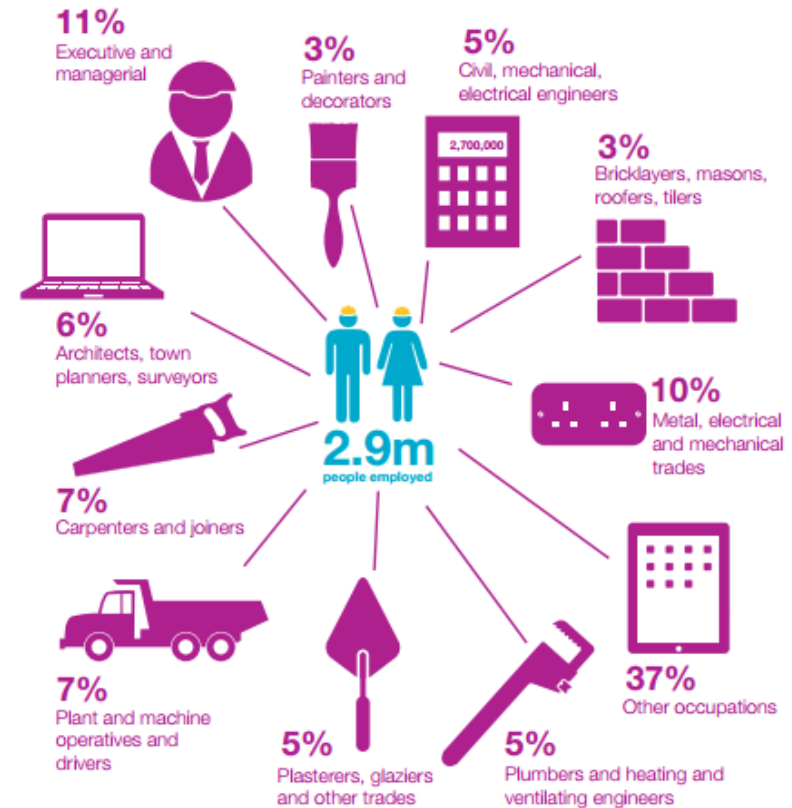 11%
Executive and
managerial
3%
Painters and
decorators
5%
Civil, mechanical,
electrical engineers
2,700,000
3%
Bricklayers, masons,
roofers, tilers
6%
Architects, town
planners, surveyors
10%
Metal, electrical
and mechanical
trades
2.9m
people employed
7%
Carpenters and joiners
7%
Plant and machine
operatives and
drivers
5%
Plasterers, glaziers
and other trades
5%
Plumbers and heating and
ventilating engineers
37%
Other occupations